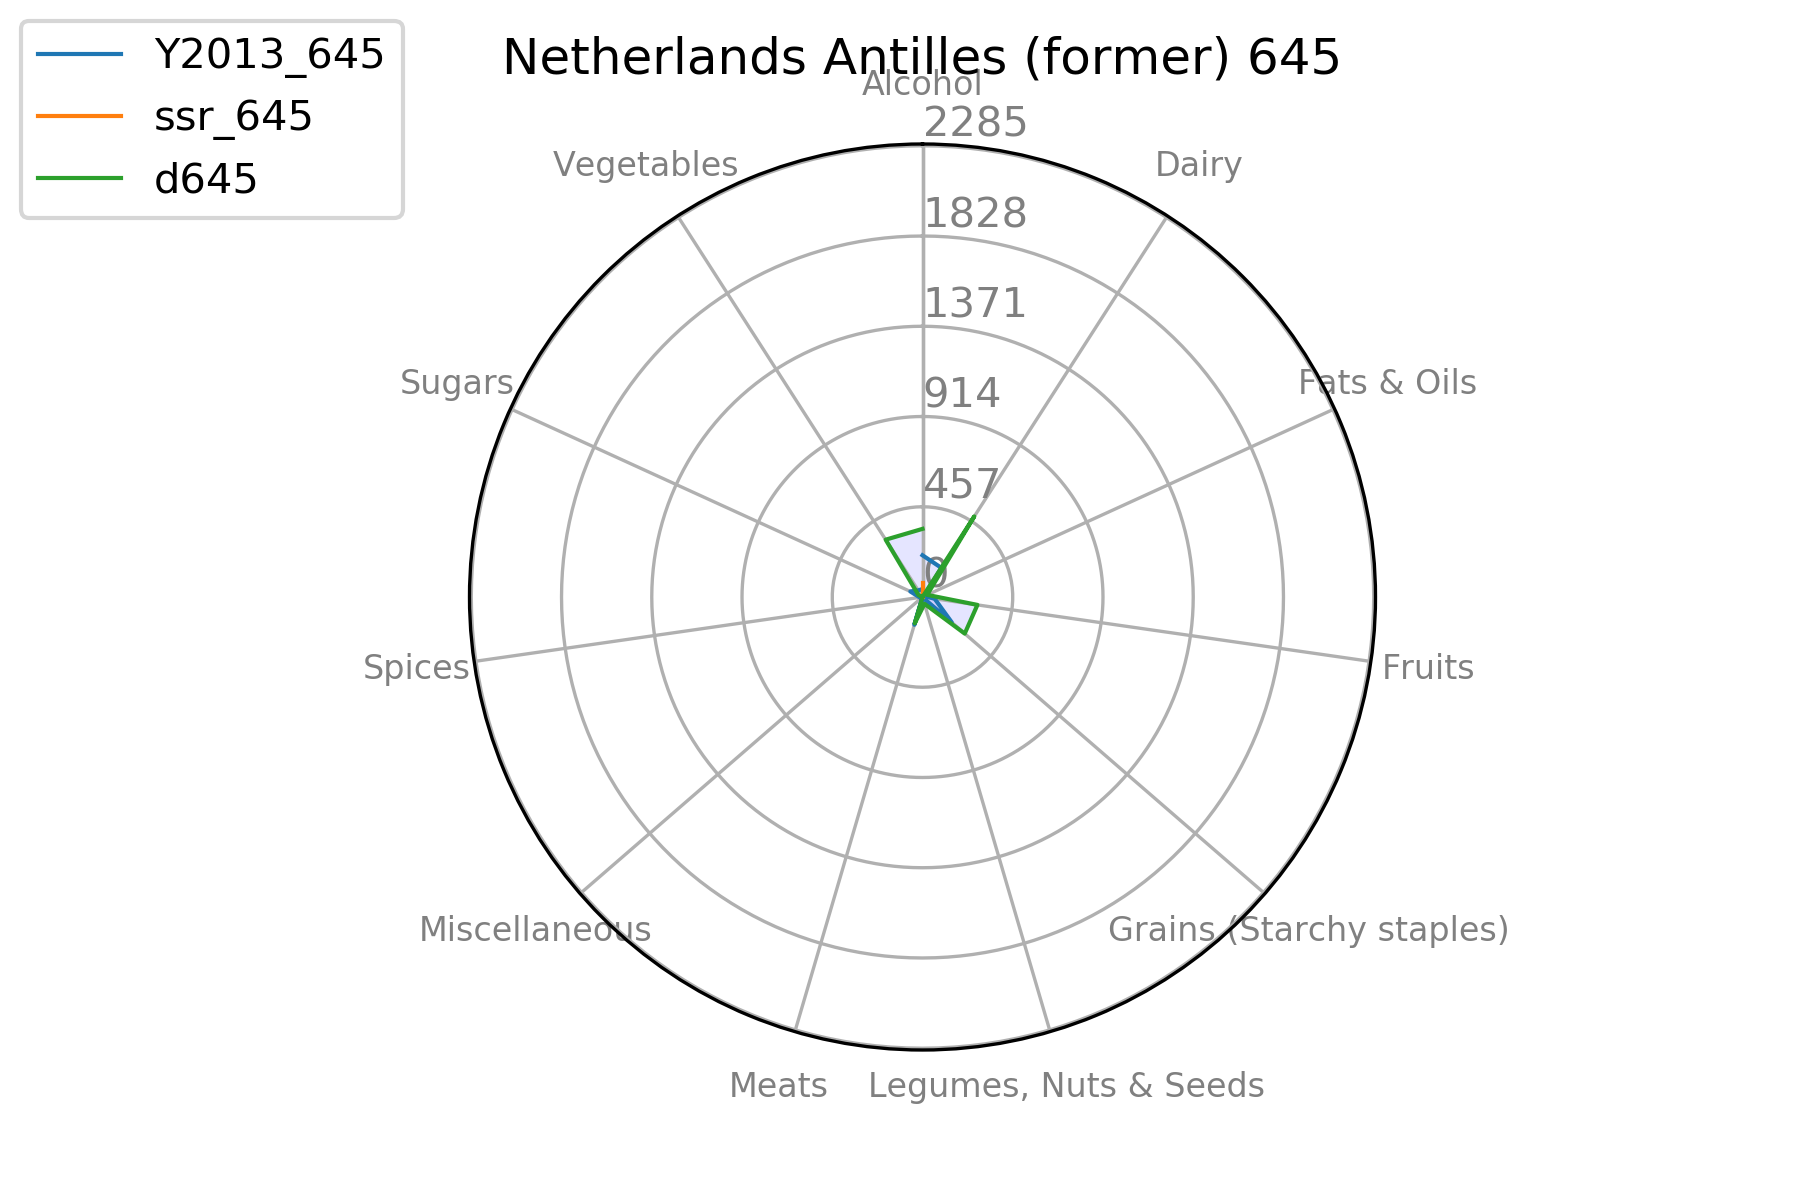 Netherlands Antilles (former) 645
Y2013_645
ssr_645
d645
Alcohol
2285
Vegetables
Dairy
1828
1371
Sugars
Fats & Oils
914
457
0
Spices
Fruits
Miscellaneous
Grains (Starchy staples)
Meats
Legumes, Nuts & Seeds